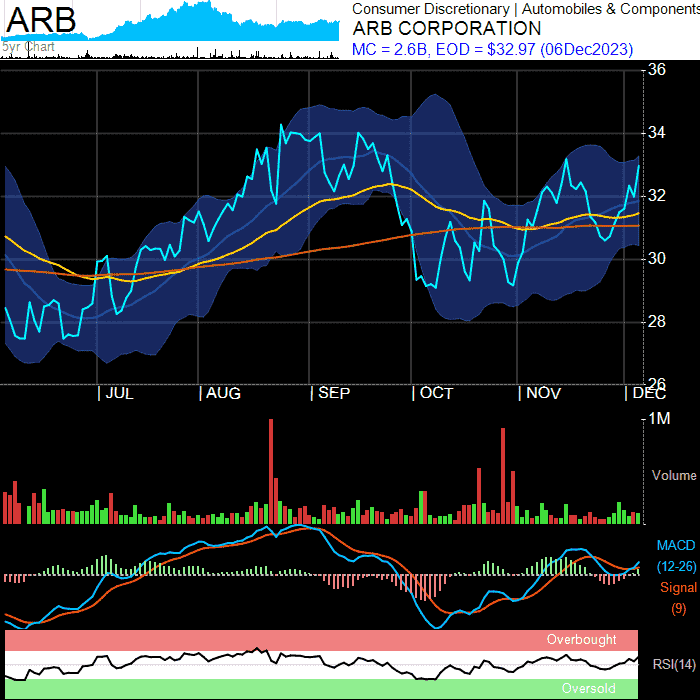 ARB
5yr Chart
Consumer Discretionary | Automobiles & Components
ARB CORPORATION
MC = 2.6B, EOD = $32.97 (06Dec2023)
36
34
32
30
28
26
| JUL | AUG | SEP | OCT | NOV | DEC
1M
Volume
MACD
(12-26)
Signal
(9)
Overbought
RSI(14)
Oversold